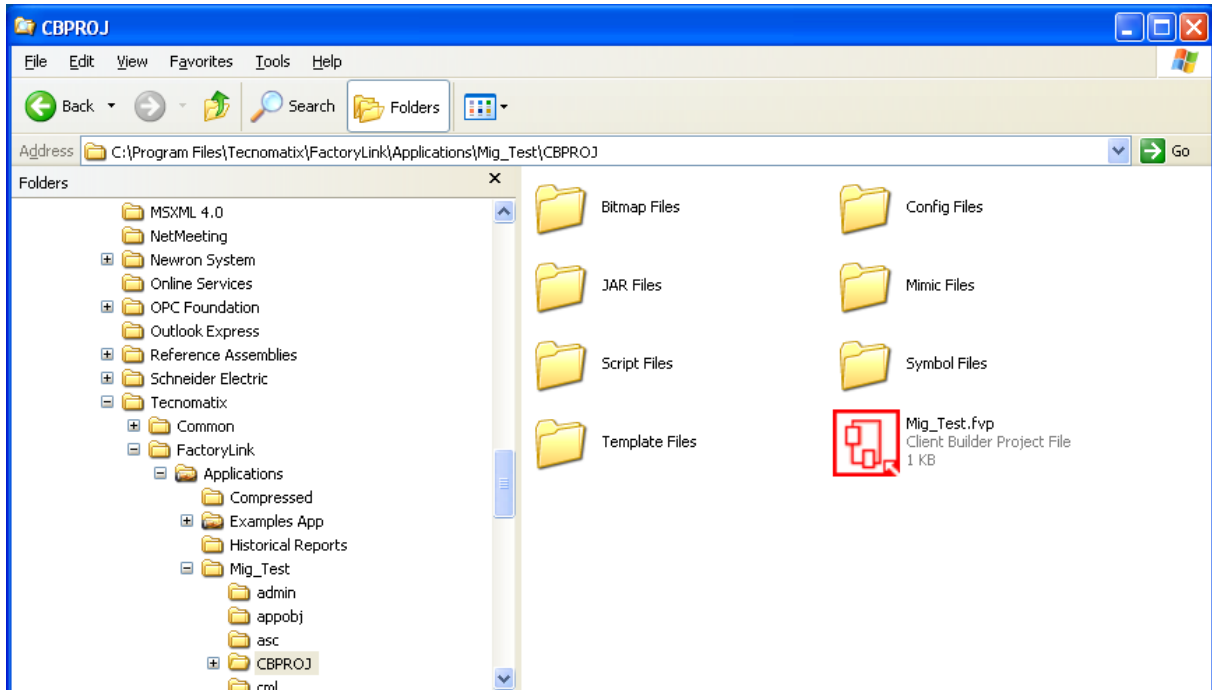 CBPROJ
File Edit View Favorites Tools Help
Back Search Folders
Address C:\Program Files\Tecnomatix\FactoryLink\Applications\Mig_Test\CBPROJ Go
Folders
MSXML 4.0
NetMeeting
Newron System
Online Services
OPC Foundation
Outlook Express
Reference Assemblies
Schneider Electric
Tecnomatix
Common
FactoryLink
Applications
Compressed
Examples App
Historical Reports
Mig_Test
admin
appobj
asc
CBPROJ
cml
Bitmap Files
Config Files
JAR Files
Mimic Files
Script Files
Symbol Files
Template Files
Mig_Test.fvp
Client Builder Project File
1 KB